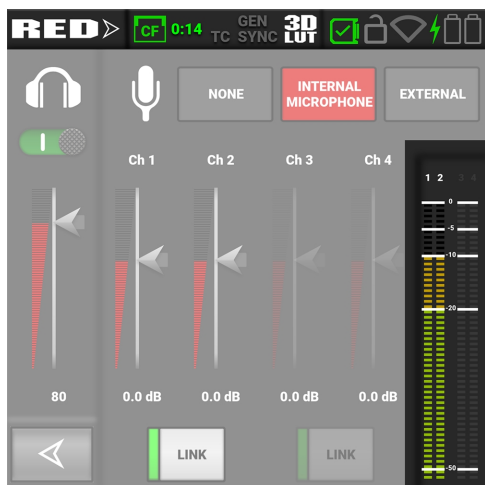 RED
CF 0:14 TC GEN SYNC 3D LUT
NONE
INTERNAL MICROPHONE
EXTERNAL
Ch 1 Ch 2 Ch 3 Ch 4
1 2 3 4
0
-5
-10
-20
-50
80 0.0 dB 0.0 dB 0.0 dB 0.0 dB
LINK LINK